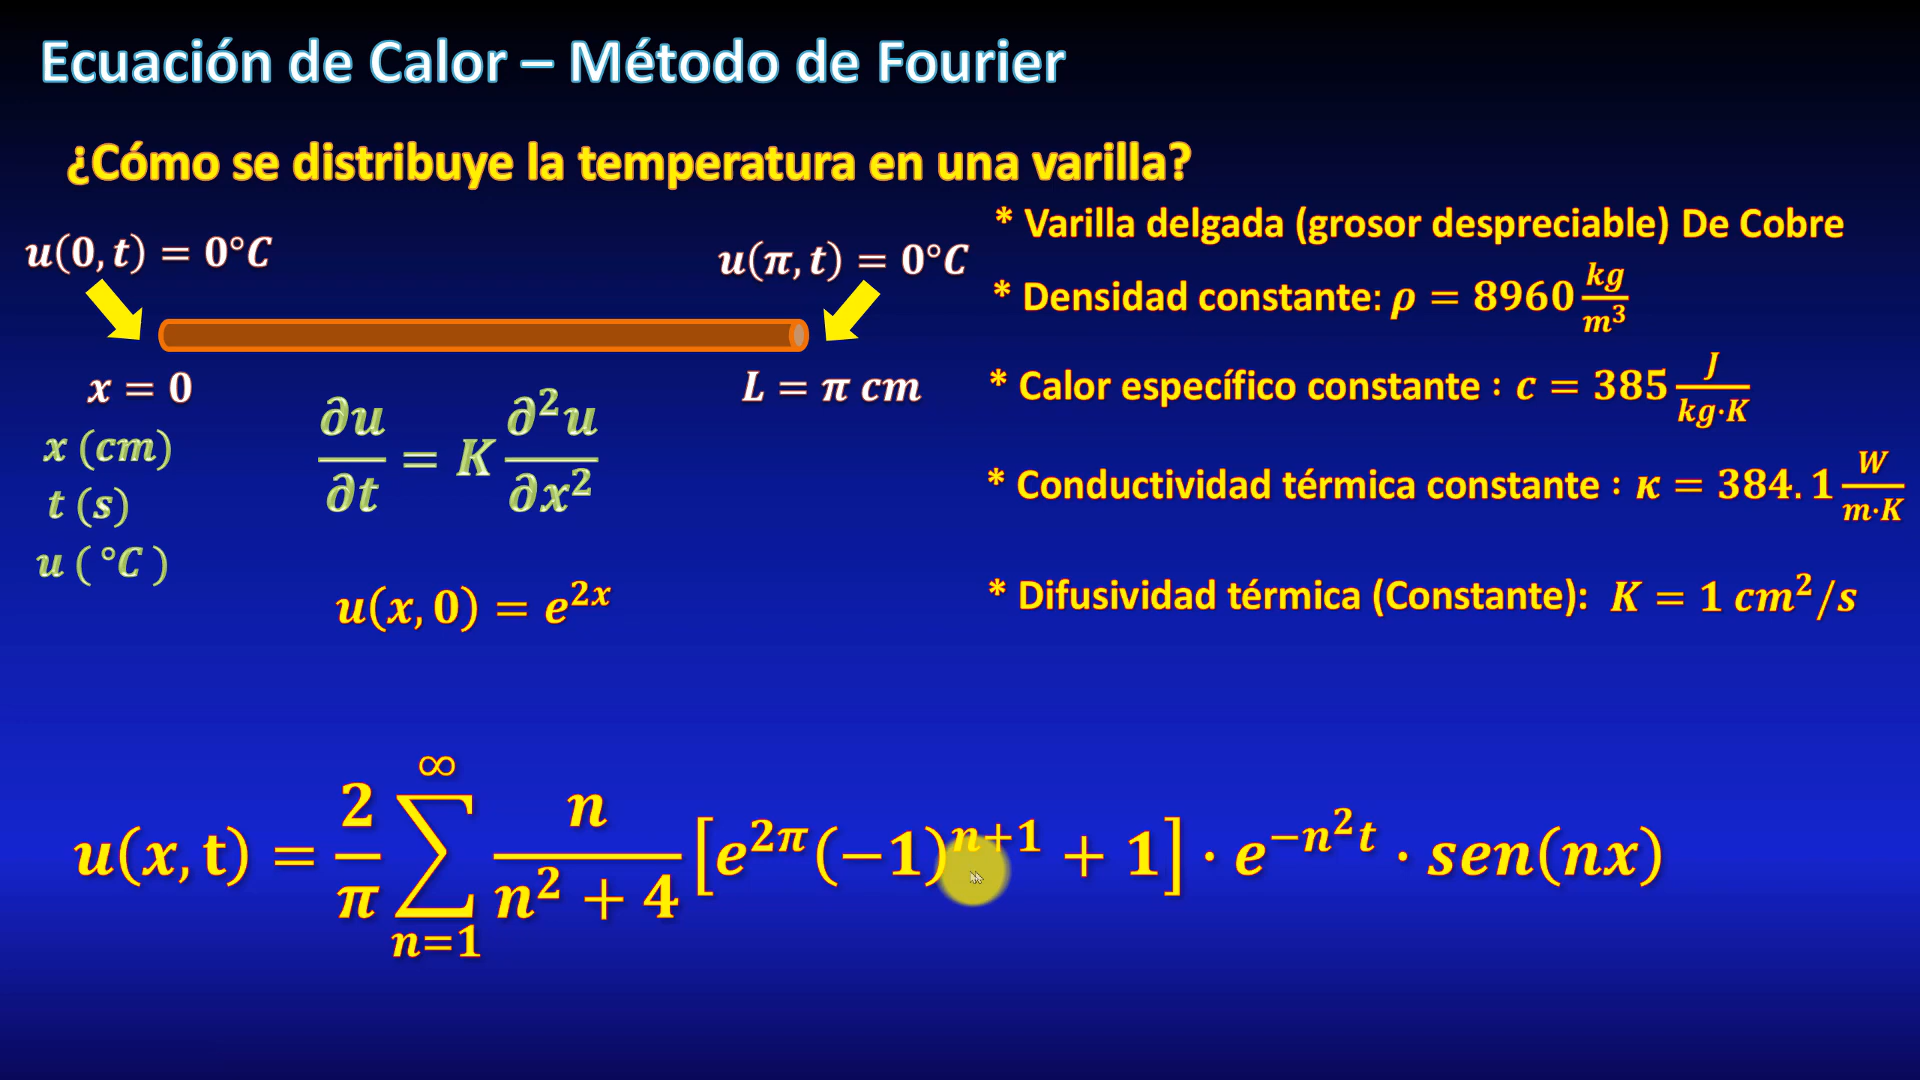 Ecuación de Calor – Método de Fourier
¿Cómo se distribuye la temperatura en una varilla?
u(0, t) = 0°C
u(π, t) = 0°C
x = 0
L = π cm
x (cm)
t (s)
u ( °C )
∂u/∂t = K ∂²u/∂x²
u(x, 0) = e^{2x}
* Varilla delgada (grosor despreciable) De Cobre
* Densidad constante: ρ = 8960 kg/m³
* Calor específico constante : c = 385 J/kg·K
* Conductividad térmica constante : κ = 384.1 W/m·K
* Difusividad térmica (Constante): K = 1 cm²/s
u(x, t) = 2/π ∑_{n=1}^{∞} n/(n² + 4) [e^{2π}(−1)^{n+1} + 1] · e^{−n²t} · sen(nx)